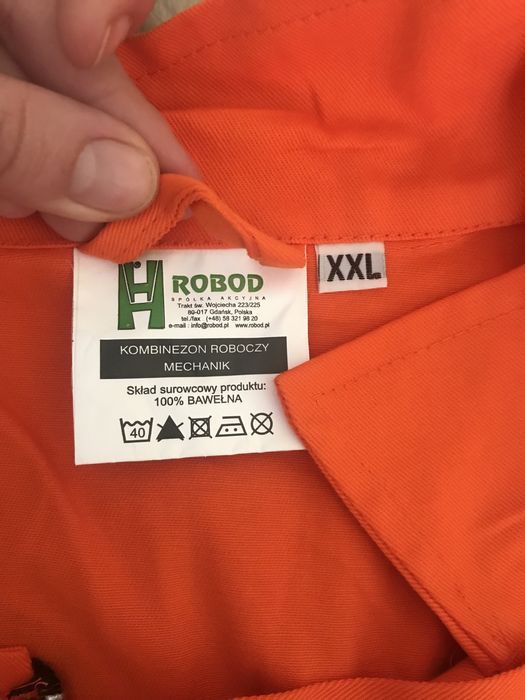 ROBOD
SPÓŁKA AKCYJNA
Trakt św. Wojciecha 223/225
80-017 Gdańsk, Polska
tel./fax (+48) 58 321 98 20
e-mail : info@robod.pl www.robod.pl
KOMBINEZON ROBOCZY
MECHANIK
Skład surowcowy produktu:
100% BAWEŁNA
40
XXL